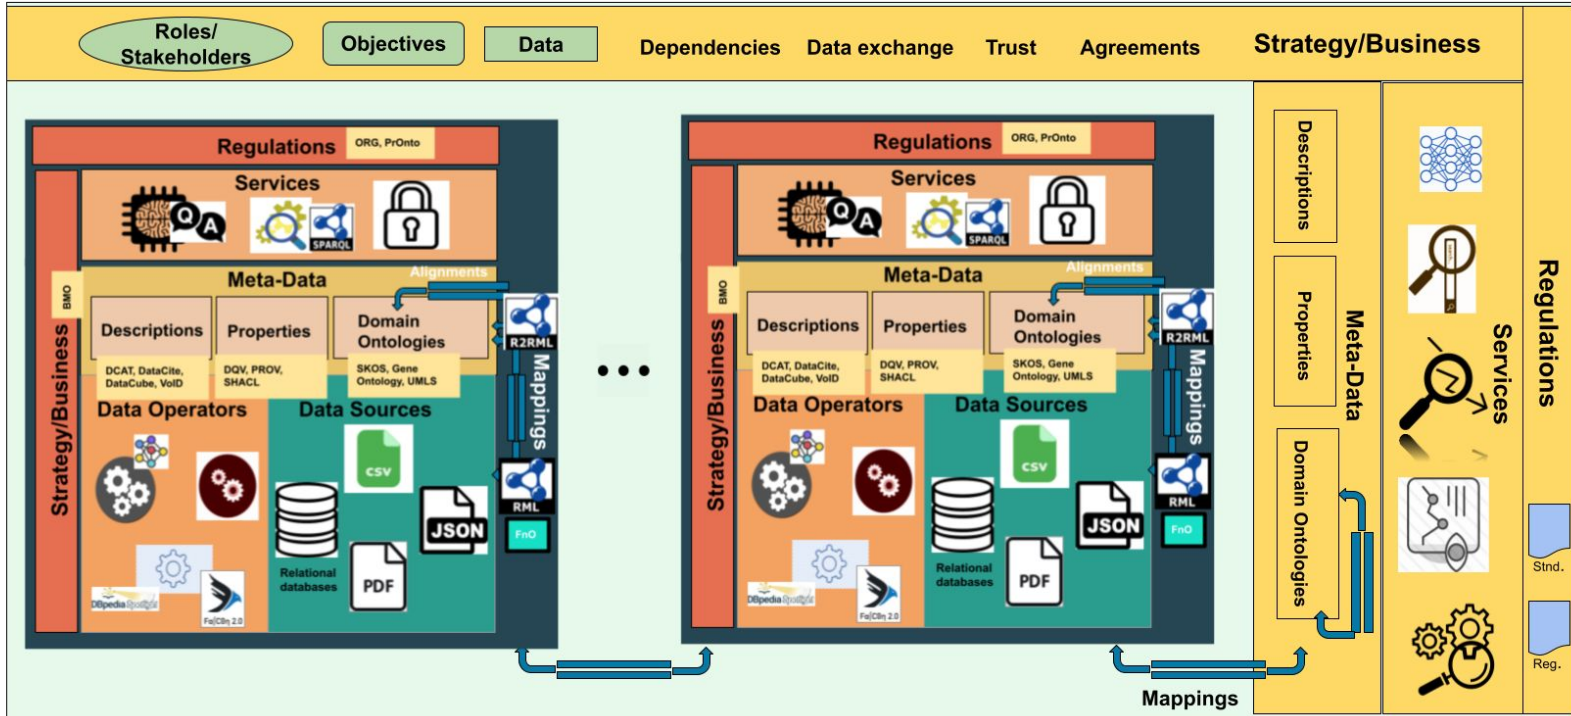 Roles/
Stakeholders
Objectives
Data
Dependencies
Data exchange
Trust
Agreements
Strategy/Business
Regulations
ORG, PrOnto
Services
Q
A
SPARQL
Strategy/Business
BMO
Meta-Data
Alignments
Descriptions
Properties
Domain
Ontologies
DCAT, DataCite,
DataCube, VoID
DQV, PROV,
SHACL
SKOS, Gene
Ontology, UMLS
R2RML
Mappings
RML
FnO
Data Operators
DBpedia Spotlight
Data Sources
CSV
JSON
Relational
databases
PDF
...
Regulations
ORG, PrOnto
Services
Q
A
SPARQL
Strategy/Business
BMO
Meta-Data
Alignments
Descriptions
Properties
Domain
Ontologies
DCAT, DataCite,
DataCube, VoID
DQV, PROV,
SHACL
SKOS, Gene
Ontology, UMLS
R2RML
Mappings
RML
FnO
Data Operators
DBpedia Spotlight
Data Sources
CSV
JSON
Relational
databases
PDF
Mappings
Descriptions
Properties
Domain Ontologies
Meta-Data
Services
Regulations
Stnd.
Reg.